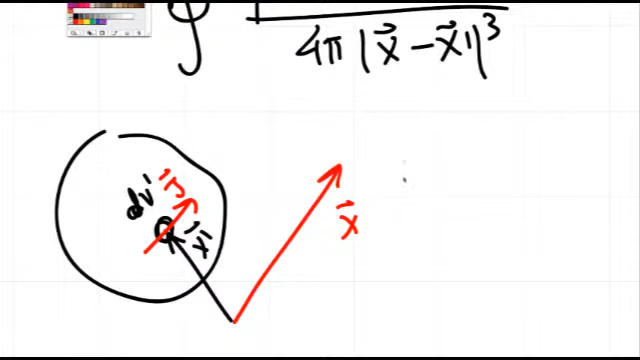 ∮
4π|x⃗ − x⃗'|³
dv'
x⃗'
x⃗